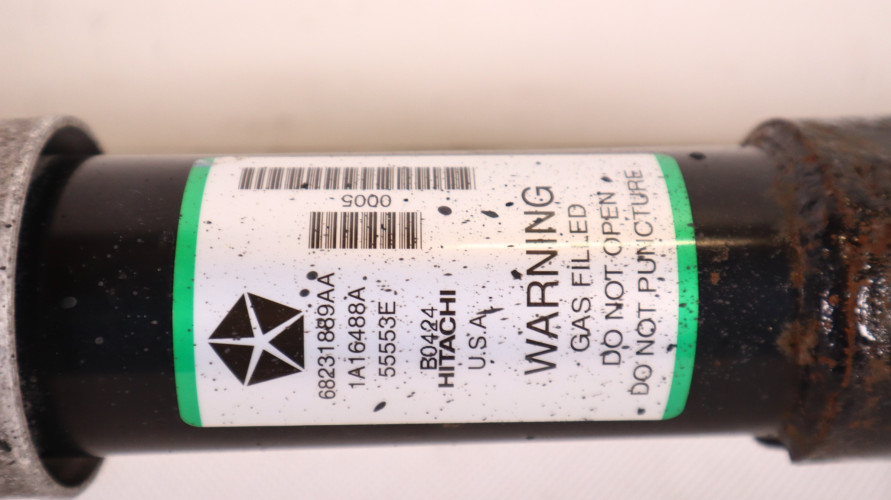 0005
68231889AA
1A16488A
55553E
B0424
HITACHI
U.S.A.
WARNING
GAS FILLED
DO NOT OPEN
DO NOT PUNCTURE